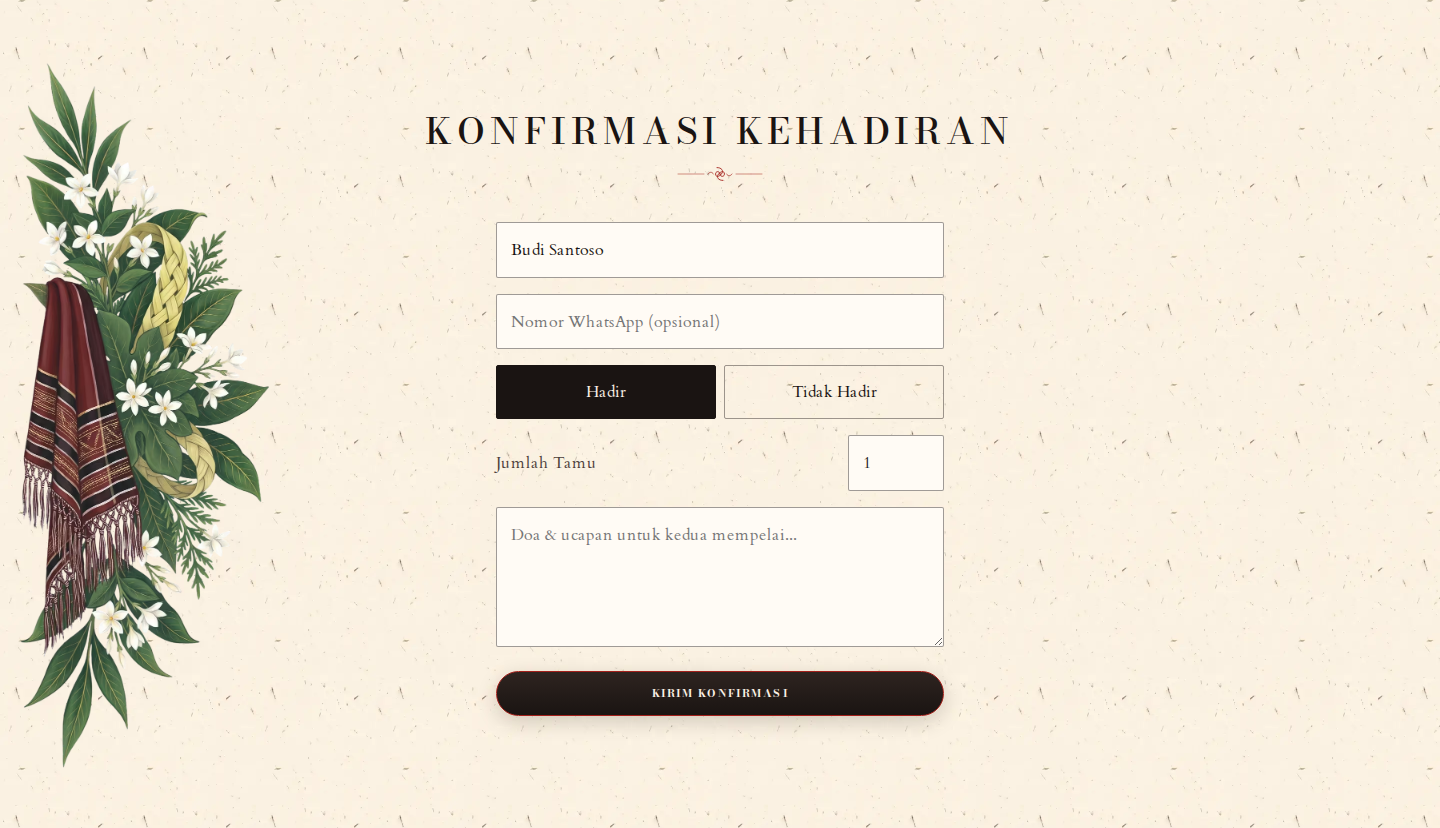 KONFIRMASI KEHADIRAN
Budi Santoso
Nomor WhatsApp (opsional)
Hadir
Tidak Hadir
Jumlah Tamu
1
Doa & ucapan untuk kedua mempelai...
KIRIM KONFIRMASI